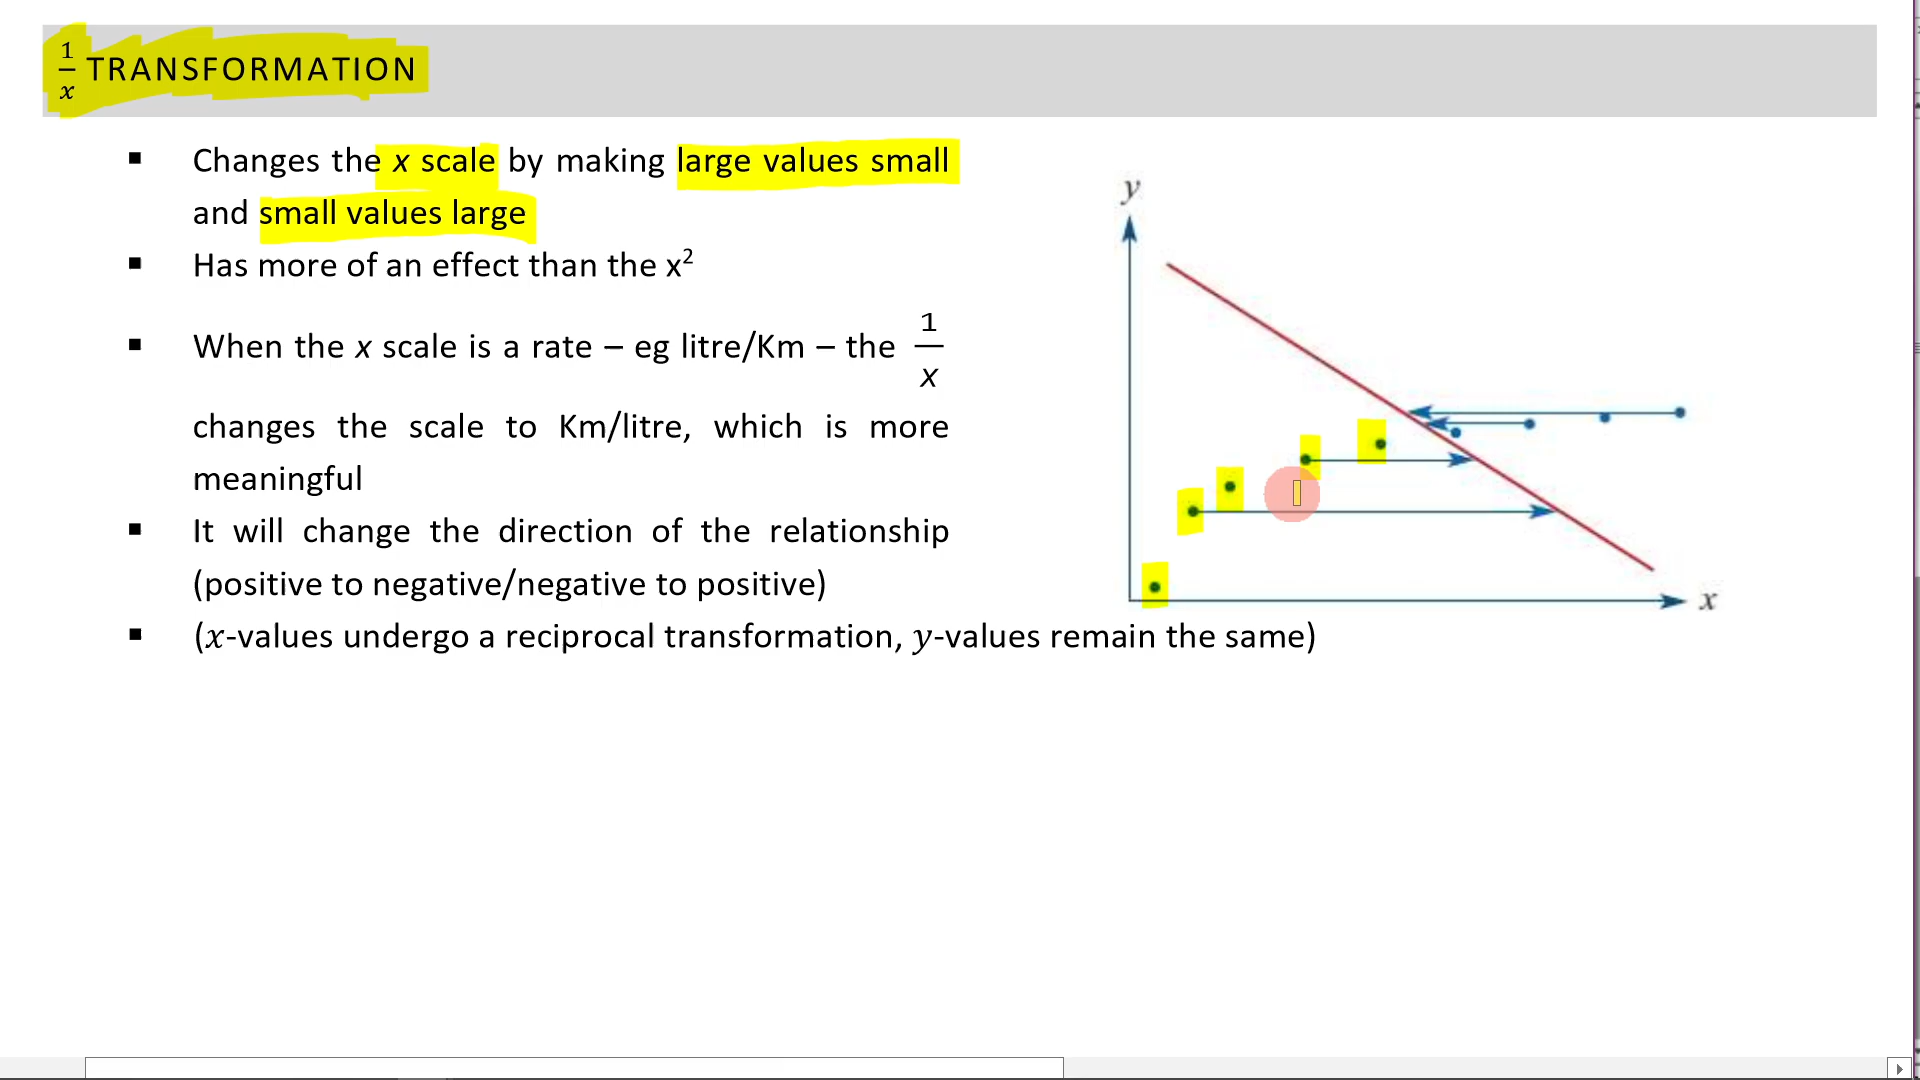 1/x TRANSFORMATION
▪ Changes the x scale by making large values small
and small values large
▪ Has more of an effect than the x²
▪ When the x scale is a rate – eg litre/Km – the 1/x
changes the scale to Km/litre, which is more
meaningful
▪ It will change the direction of the relationship
(positive to negative/negative to positive)
▪ (x-values undergo a reciprocal transformation, y-values remain the same)
y
x